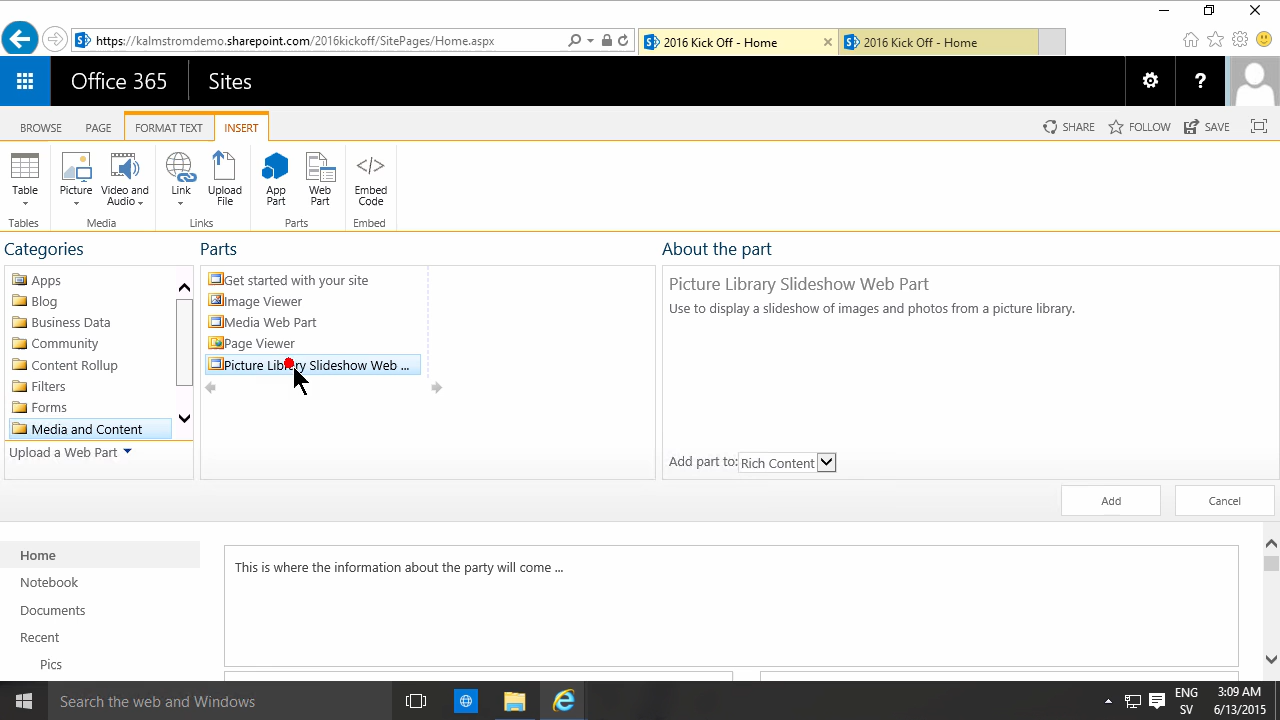 https://kalmstromdemo.sharepoint.com/2016kickoff/SitePages/Home.aspx
2016 Kick Off - Home
2016 Kick Off - Home
Office 365
Sites
?
BROWSE
PAGE
FORMAT TEXT
INSERT
SHARE
FOLLOW
SAVE
Table
Picture
Video and Audio
Link
Upload File
App Part
Web Part
Embed Code
Tables
Media
Links
Parts
Embed
Categories
Apps
Blog
Business Data
Community
Content Rollup
Filters
Forms
Media and Content
Upload a Web Part
Parts
Get started with your site
Image Viewer
Media Web Part
Page Viewer
Picture Library Slideshow Web ...
About the part
Picture Library Slideshow Web Part
Use to display a slideshow of images and photos from a picture library.
Add part to: Rich Content
Add
Cancel
Home
Notebook
Documents
Recent
Pics
This is where the information about the party will come ...
Search the web and Windows
ENG
SV
3:09 AM
6/13/2015